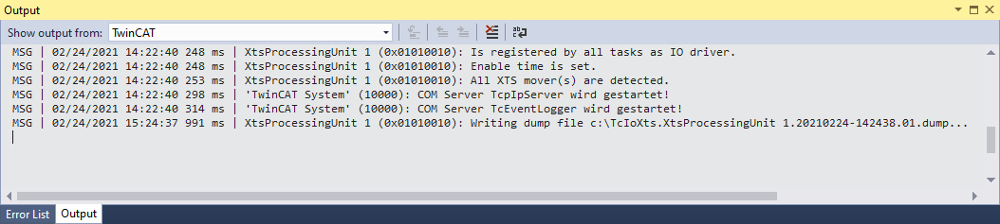 Output
Show output from: TwinCAT
MSG | 02/24/2021 14:22:40 248 ms | XtsProcessingUnit 1 (0x01010010): Is registered by all tasks as IO driver.
MSG | 02/24/2021 14:22:40 248 ms | XtsProcessingUnit 1 (0x01010010): Enable time is set.
MSG | 02/24/2021 14:22:40 253 ms | XtsProcessingUnit 1 (0x01010010): All XTS mover(s) are detected.
MSG | 02/24/2021 14:22:40 298 ms | 'TwinCAT System' (10000): COM Server TcpIpServer wird gestartet!
MSG | 02/24/2021 14:22:40 314 ms | 'TwinCAT System' (10000): COM Server TcEventLogger wird gestartet!
MSG | 02/24/2021 15:24:37 991 ms | XtsProcessingUnit 1 (0x01010010): Writing dump file c:\TcIoXts.XtsProcessingUnit 1.20210224-142438.01.dump...
Error List Output